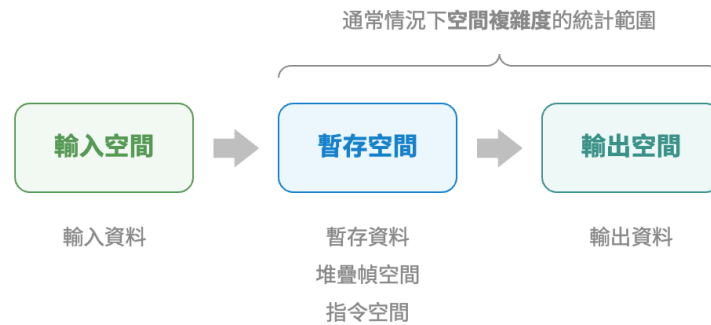 通常情況下空間複雜度的統計範圍
輸入空間
暫存空間
輸出空間
輸入資料
暫存資料
輸出資料
堆疊幀空間
指令空間